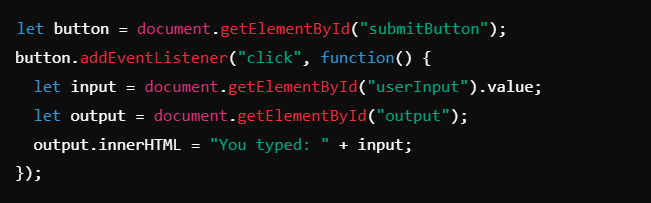 let button = document.getElementById("submitButton");
button.addEventListener("click", function() {
  let input = document.getElementById("userInput").value;
  let output = document.getElementById("output");
  output.innerHTML = "You typed: " + input;
});